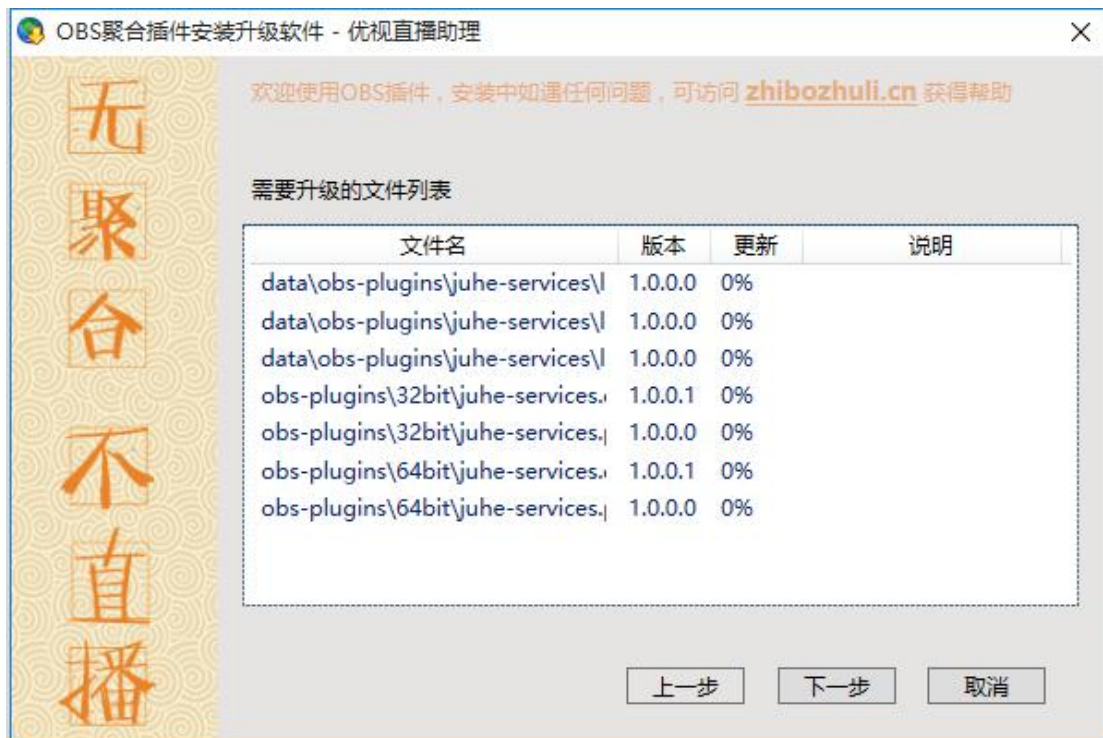 OBS聚合插件安装升级软件 - 优视直播助理
无聚合 不直播
欢迎使用OBS插件，安装中如遇任何问题，可访问 zhibozhuli.cn 获得帮助
需要升级的文件列表
文件名 版本 更新 说明
data\obs-plugins\juhe-services\l 1.0.0.0 0%
data\obs-plugins\juhe-services\l 1.0.0.0 0%
data\obs-plugins\juhe-services\l 1.0.0.0 0%
obs-plugins\32bit\juhe-services. 1.0.0.1 0%
obs-plugins\32bit\juhe-services. 1.0.0.0 0%
obs-plugins\64bit\juhe-services. 1.0.0.1 0%
obs-plugins\64bit\juhe-services. 1.0.0.0 0%
上一步 下一步 取消